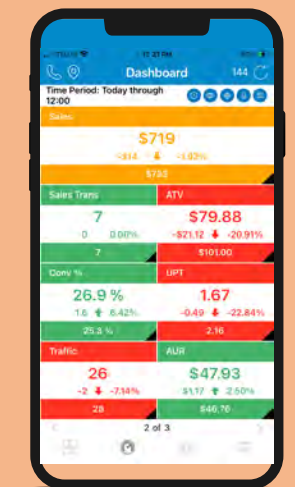 Dashboard 144
Time Period: Today through
12:00
Sales
$719
-$14 -1.92%
$733
Sales Trans ATV
7 $79.88
0 0.00% -$21.12 -20.91%
7 $101.00
Conv % UPT
26.9 % 1.67
1.6 6.42% -0.49 -22.84%
25.3 % 2.16
Traffic AUR
26 $47.93
-2 -7.14% $1.17 2.50%
28 $46.76
2 of 3